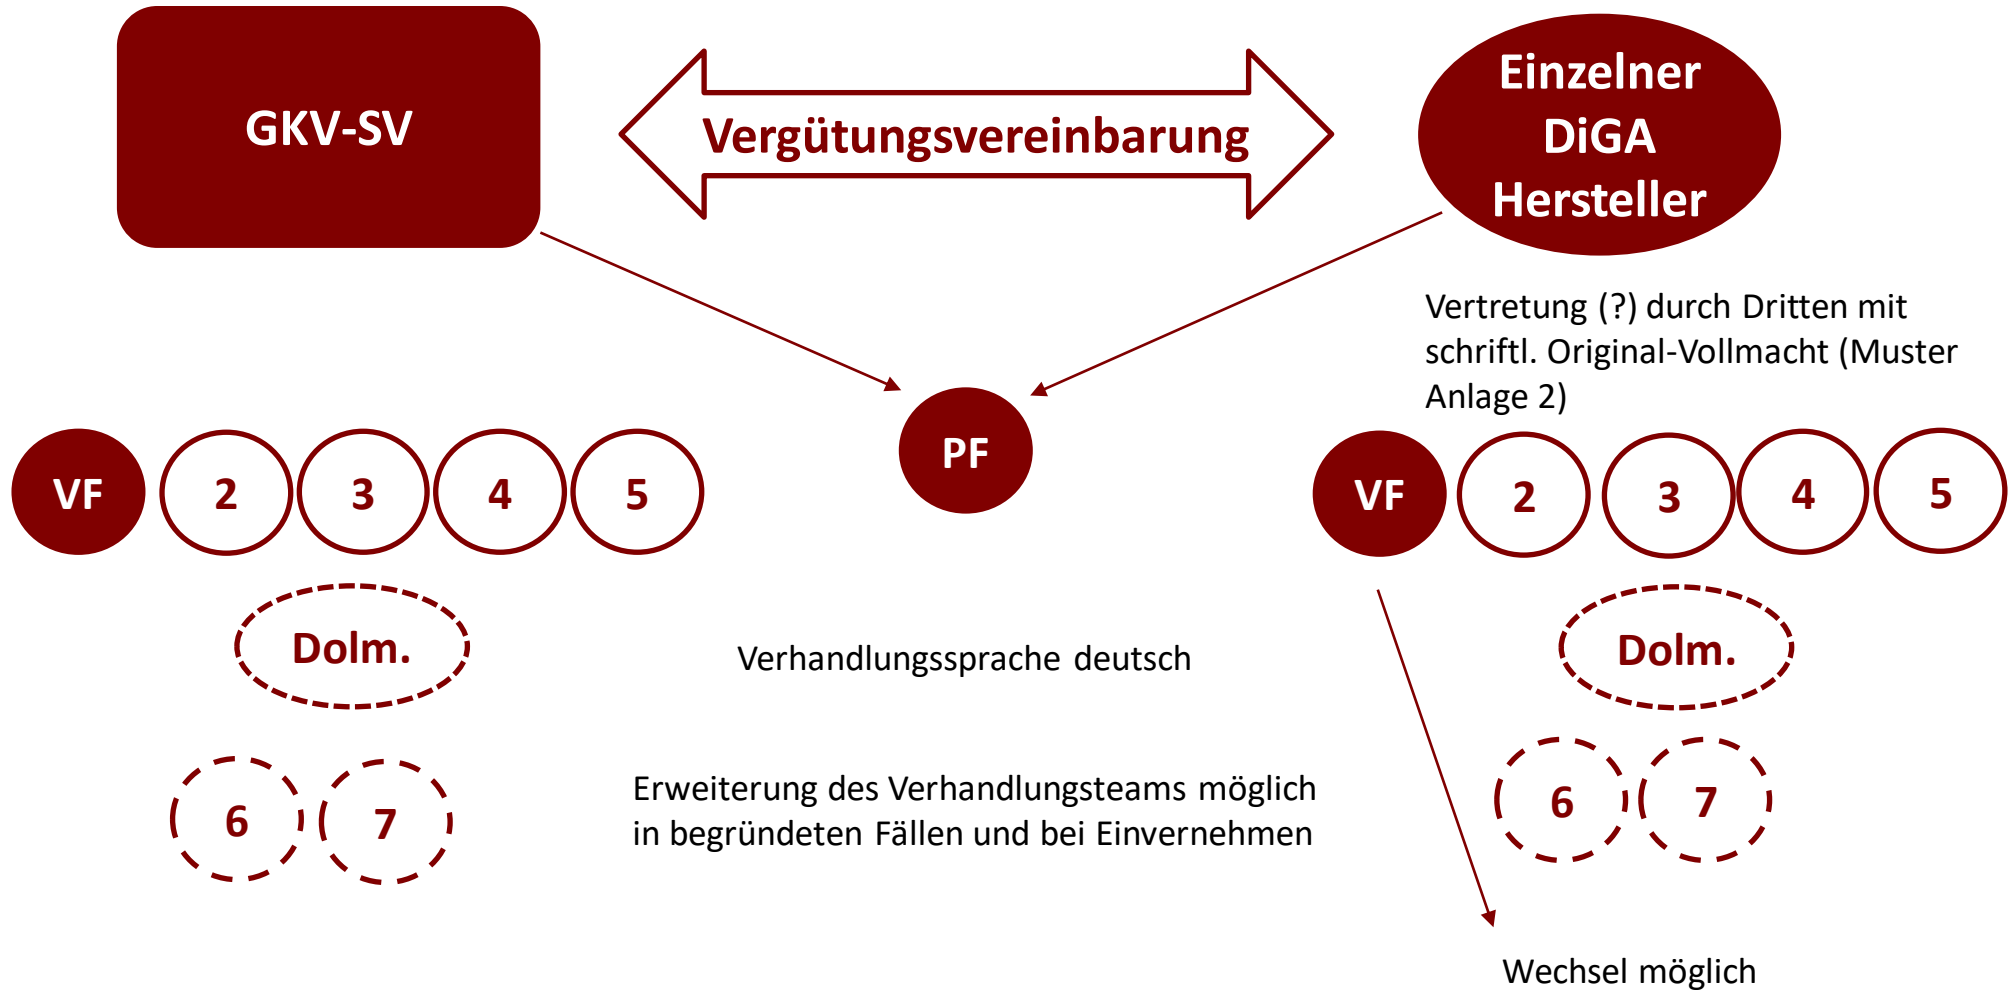 GKV-SV
Vergütungsvereinbarung
Einzelner
DiGA
Hersteller
Vertretung (?) durch Dritten mit
schriftl. Original-Vollmacht (Muster
Anlage 2)
PF
VF 2 3 4 5
VF 2 3 4 5
Dolm.
Verhandlungssprache deutsch
Dolm.
6 7
Erweiterung des Verhandlungsteams möglich
in begründeten Fällen und bei Einvernehmen
6 7
Wechsel möglich